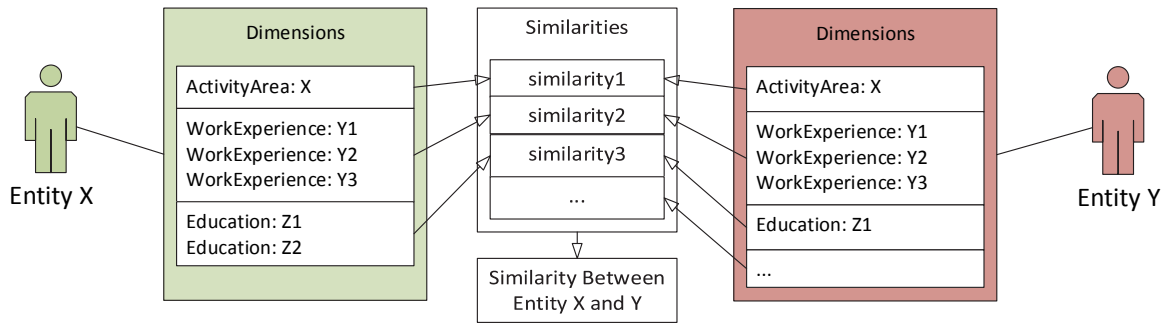 Entity X
Dimensions
ActivityArea: X
WorkExperience: Y1
WorkExperience: Y2
WorkExperience: Y3
Education: Z1
Education: Z2
Similarities
similarity1
similarity2
similarity3
...
Similarity Between
Entity X and Y
Dimensions
ActivityArea: X
WorkExperience: Y1
WorkExperience: Y2
WorkExperience: Y3
Education: Z1
...
Entity Y